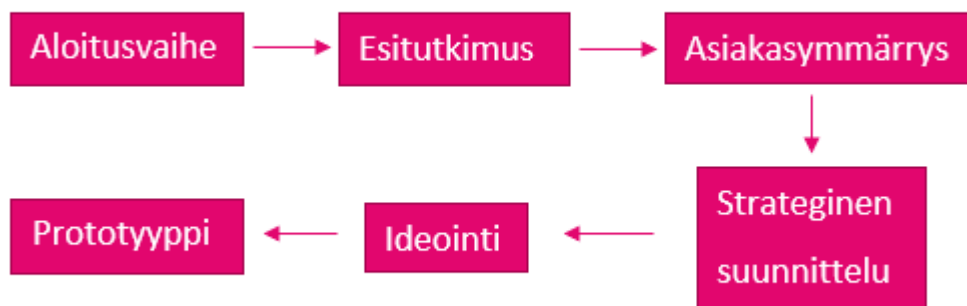 Aloitusvaihe
Esitutkimus
Asiakasymmärrys
Strateginen
suunnittelu
Ideointi
Prototyyppi